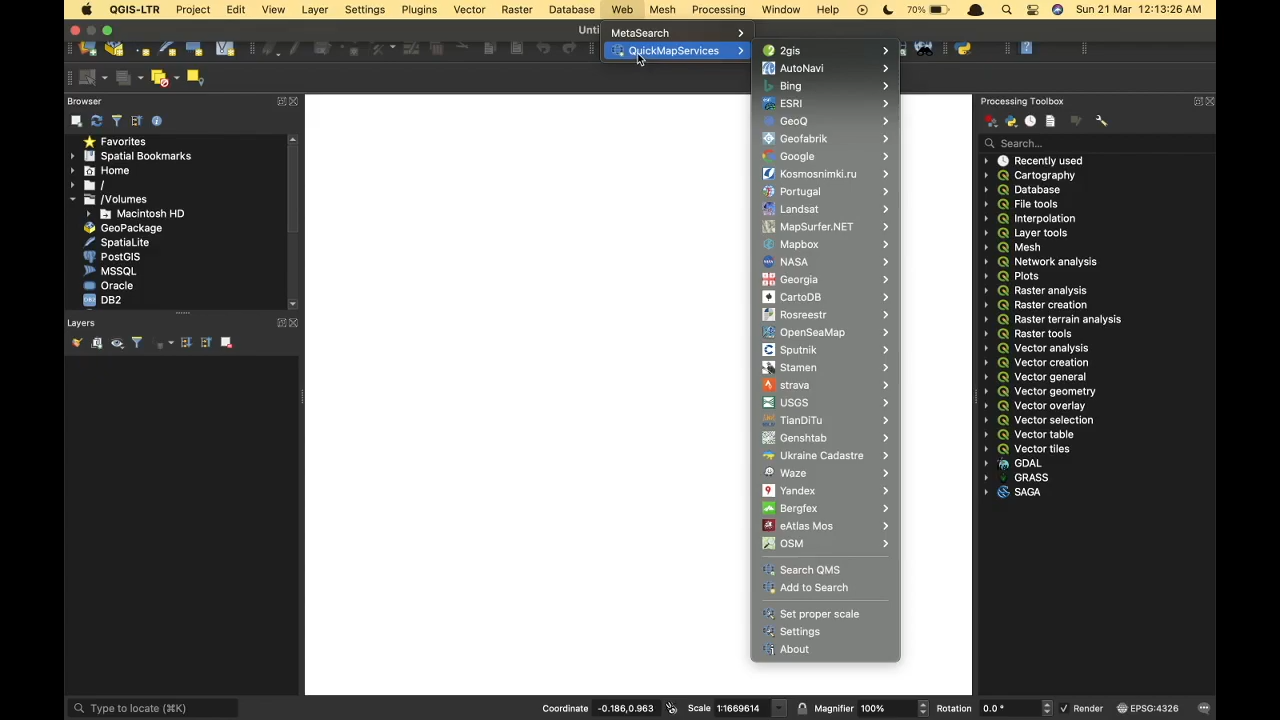 QGIS-LTR Project Edit View Layer Settings Plugins Vector Raster Database Web Mesh Processing Window Help 70% Sun 21 Mar 12:13:26 AM
Unti
MetaSearch
QuickMapServices
2gis
AutoNavi
Bing
ESRI
GeoQ
Geofabrik
Google
Kosmosnimki.ru
Portugal
Landsat
MapSurfer.NET
Mapbox
NASA
Georgia
CartoDB
Rosreestr
OpenSeaMap
Sputnik
Stamen
strava
USGS
TianDiTu
Genshtab
Ukraine Cadastre
Waze
Yandex
Bergfex
eAtlas Mos
OSM
Search QMS
Add to Search
Set proper scale
Settings
About
Browser
Favorites
Spatial Bookmarks
Home
/
/Volumes
Macintosh HD
GeoPackage
SpatiaLite
PostGIS
MSSQL
Oracle
DB2
Layers
Processing Toolbox
Search...
Recently used
Cartography
Database
File tools
Interpolation
Layer tools
Mesh
Network analysis
Plots
Raster analysis
Raster creation
Raster terrain analysis
Raster tools
Vector analysis
Vector creation
Vector general
Vector geometry
Vector overlay
Vector selection
Vector table
Vector tiles
GDAL
GRASS
SAGA
Type to locate (⌘K) Coordinate -0.186,0.963 Scale 1:1669614 Magnifier 100% Rotation 0.0 ° Render EPSG:4326